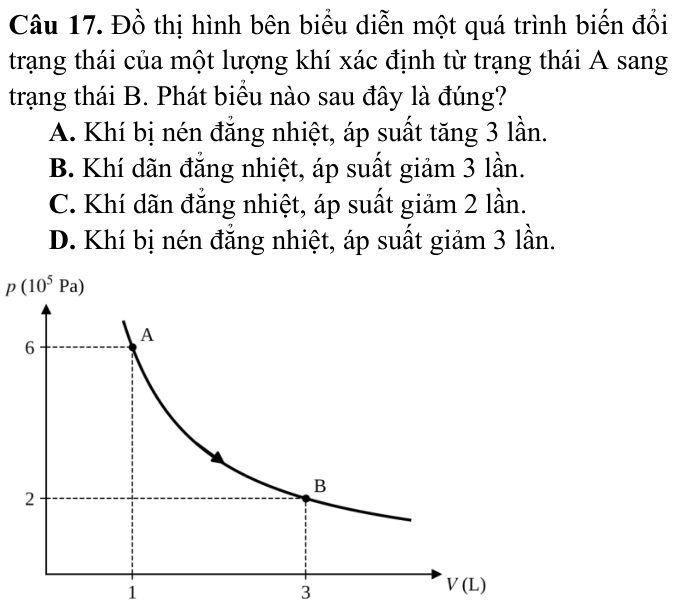 Câu 17. Đồ thị hình bên biểu diễn một quá trình biến đổi
trạng thái của một lượng khí xác định từ trạng thái A sang
trạng thái B. Phát biểu nào sau đây là đúng?
A. Khí bị nén đẳng nhiệt, áp suất tăng 3 lần.
B. Khí dãn đẳng nhiệt, áp suất giảm 3 lần.
C. Khí dãn đẳng nhiệt, áp suất giảm 2 lần.
D. Khí bị nén đẳng nhiệt, áp suất giảm 3 lần.
p (10⁵ Pa)
A
6
B
2
V (L)
1 3